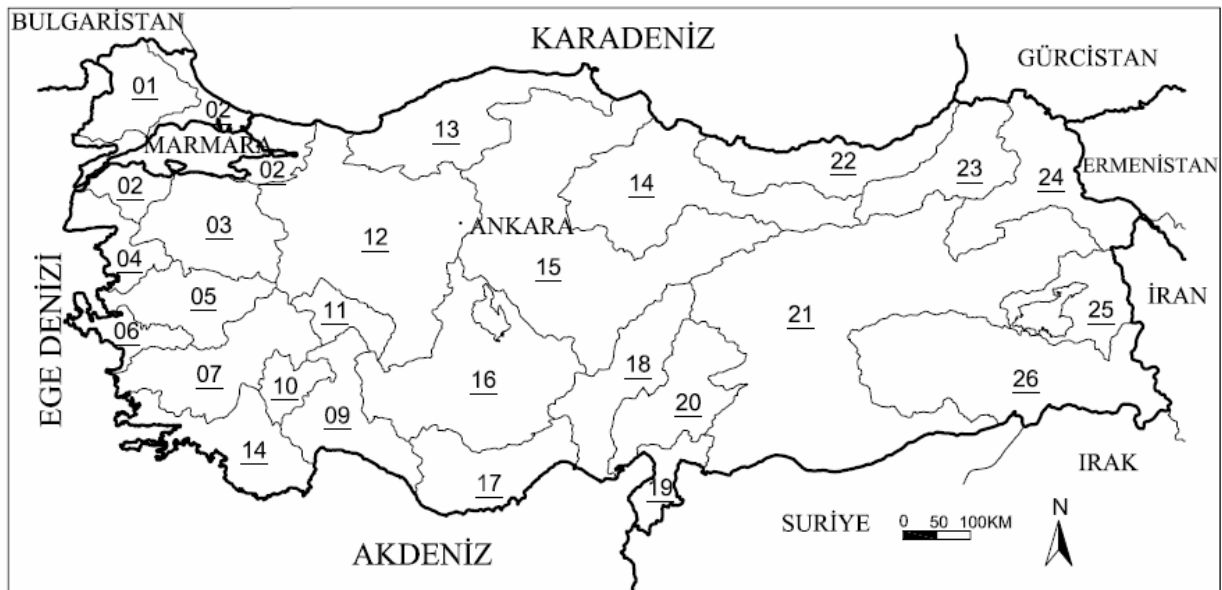 BULGARİSTAN
KARADENİZ
GÜRCİSTAN
01
02
13
MARMARA
02
22
23
ERMENİSTAN
02
14
24
03
12
ANKARA
04
15
EGE DENİZİ
05
İRAN
11
21
25
06
07
18
10
16
26
09
20
14
17
19
IRAK
N
SURİYE
0 50 100KM
AKDENİZ